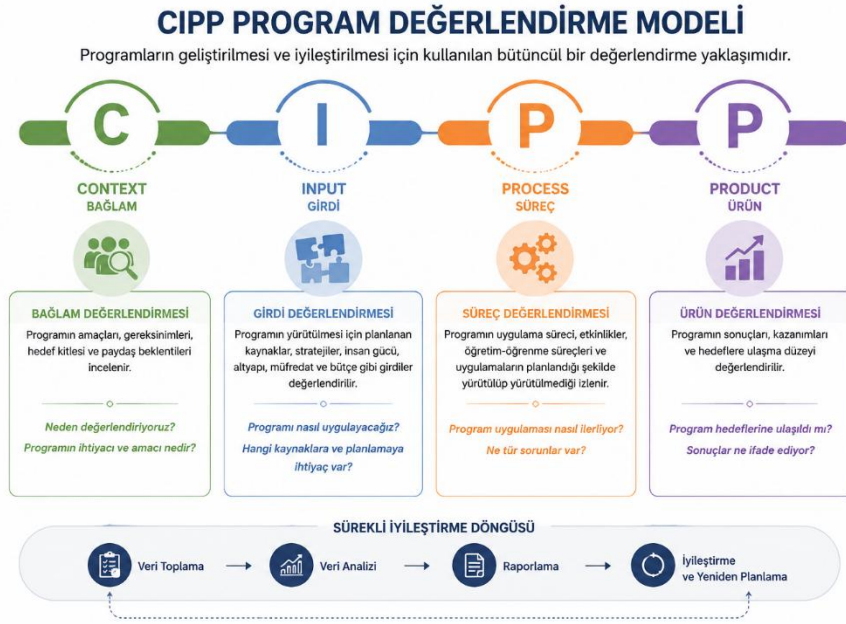 CIPP PROGRAM DEĞERLENDİRME MODELİ
Programların geliştirilmesi ve iyileştirilmesi için kullanılan bütüncül bir değerlendirme yaklaşımıdır.
C
CONTEXT
BAĞLAM
BAĞLAM DEĞERLENDİRMESİ
Programın amaçları, gereksinimleri,
hedef kitlesi ve paydaş beklentileri
incelenir.
Neden değerlendiriyoruz?
Programın ihtiyacı ve amacı nedir?
I
INPUT
GİRDİ
GİRDİ DEĞERLENDİRMESİ
Programın yürütülmesi için planlanan
kaynaklar, stratejiler, insan gücü,
altyapı, müfredat ve bütçe gibi girdiler
değerlendirilir.
Programı nasıl uygulayacağız?
Hangi kaynaklara ve planlamaya
ihtiyaç var?
P
PROCESS
SÜREÇ
SÜREÇ DEĞERLENDİRMESİ
Programın uygulama süreci, etkinlikler,
öğretim-öğrenme süreçleri ve
uygulamaların planlandığı şekilde
yürütülüp yürütülmediği izlenir.
Program uygulaması nasıl ilerliyor?
Ne tür sorunlar var?
P
PRODUCT
ÜRÜN
ÜRÜN DEĞERLENDİRMESİ
Programın sonuçları, kazanımları
ve hedeflere ulaşma düzeyi
değerlendirilir.
Program hedeflerine ulaşıldı mı?
Sonuçlar ne ifade ediyor?
SÜREKLİ İYİLEŞTİRME DÖNGÜSÜ
Veri Toplama
Veri Analizi
Raporlama
İyileştirme
ve Yeniden Planlama